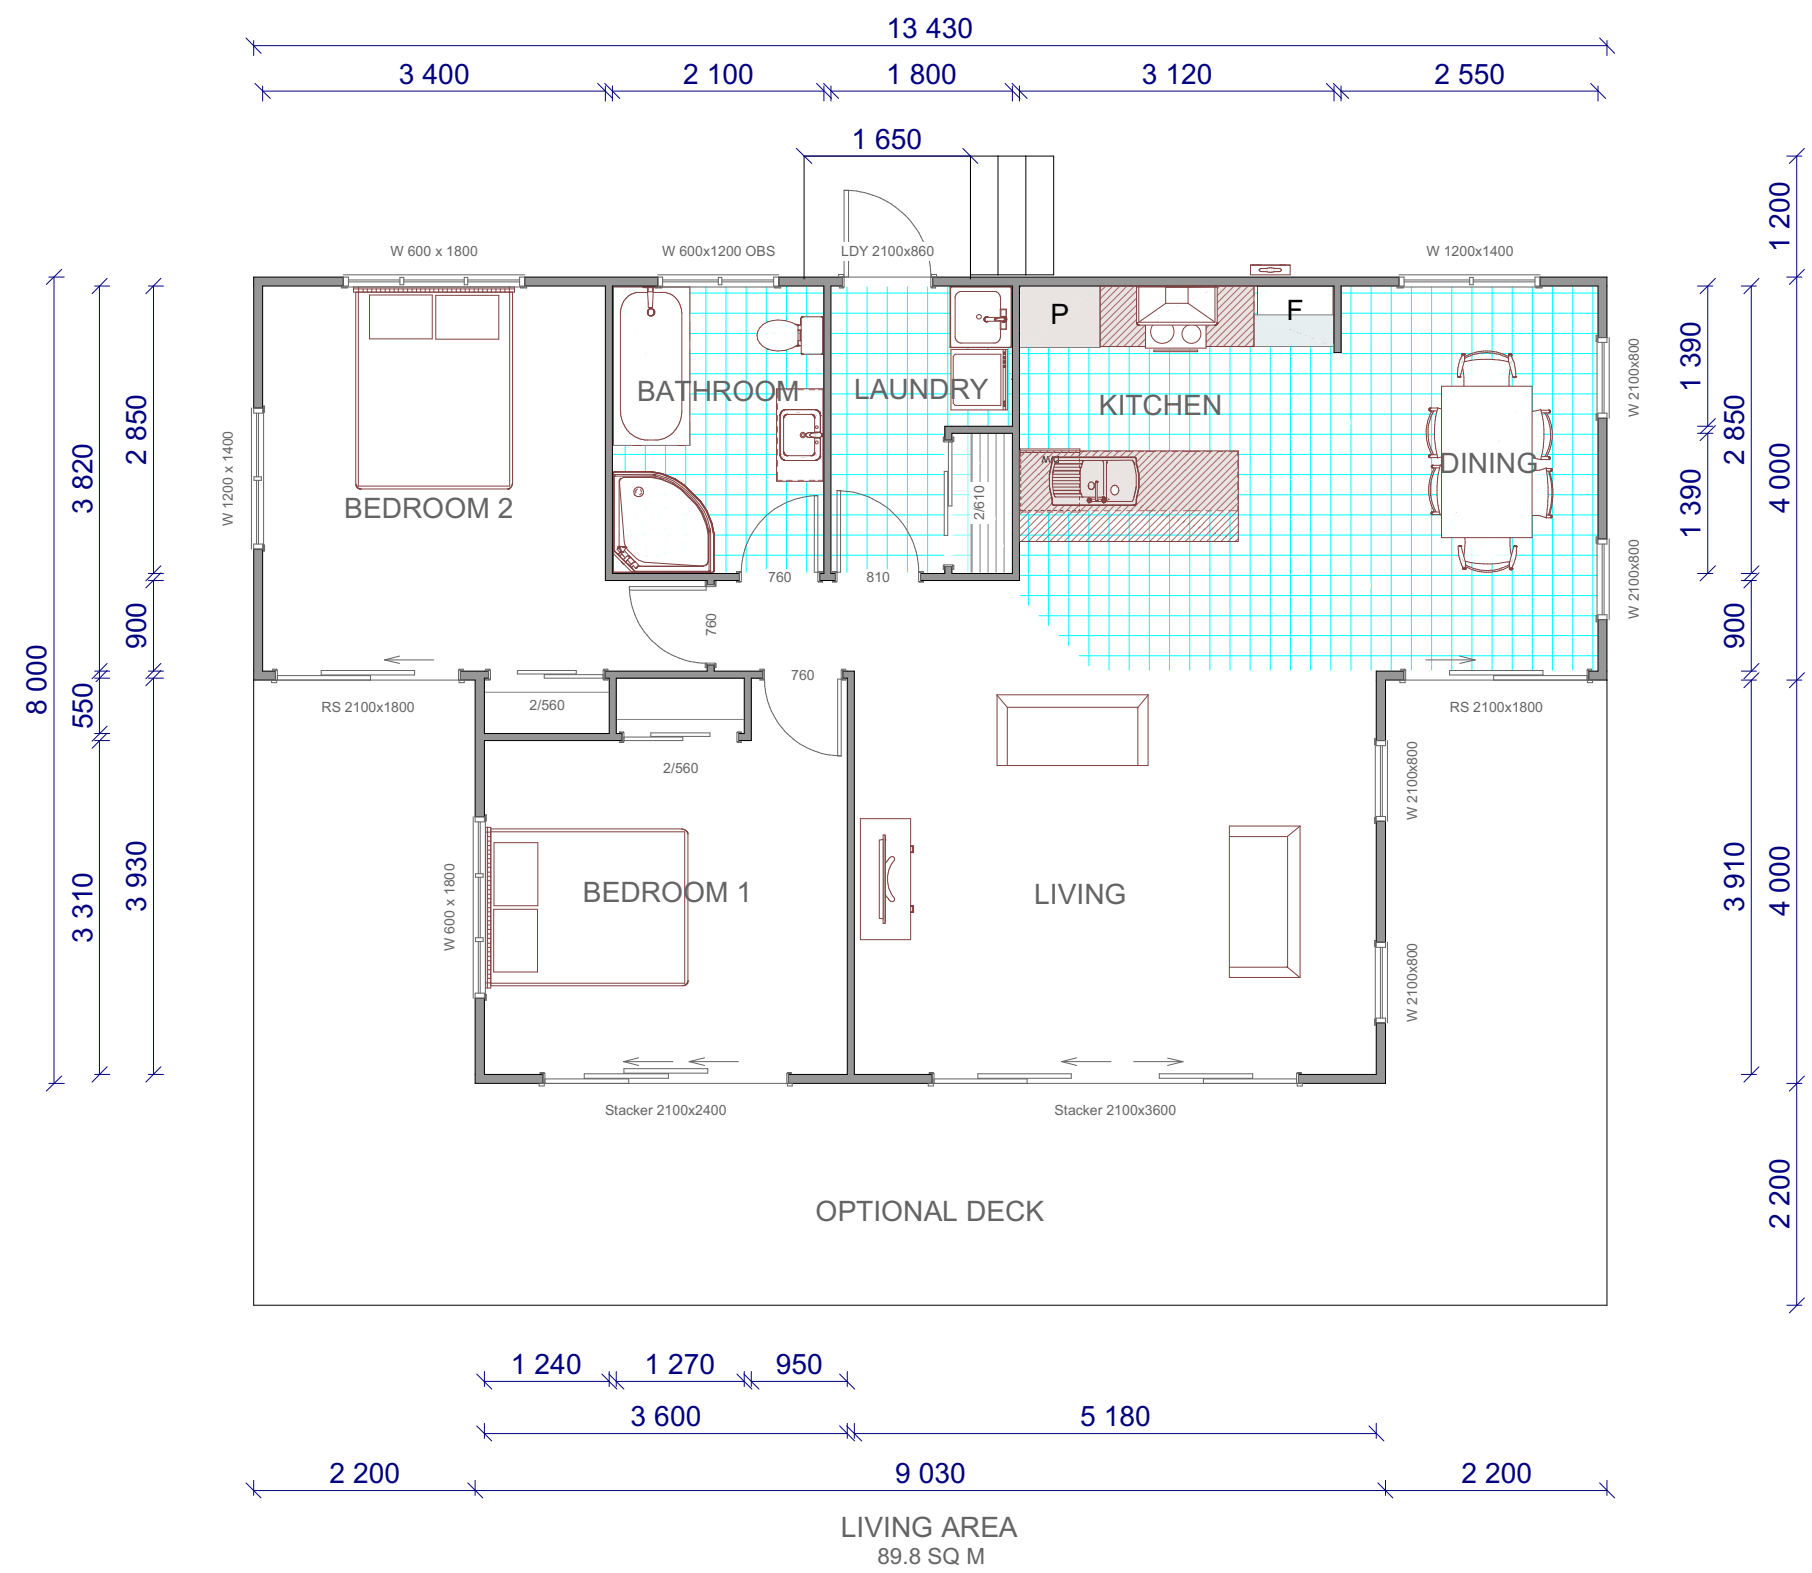 13 430
3 400
2 100
1 800
3 120
2 550
1 650
1 200
W 600 x 1800
W 600x1200 OBS
LDY 2100x860
W 1200x1400
P
F
BATHROOM
LAUNDRY
KITCHEN
DINING
BEDROOM 2
W 1200 x 1400
W 2100x800
W 2100x800
DW
2/610
760
810
760
760
8 000
3 820
2 850
900
550
3 310
3 930
1 390
1 390
2 850
900
4 000
3 910
4 000
2 200
RS 2100x1800
2/560
2/560
RS 2100x1800
W 2100x800
W 2100x800
W 600 x 1800
BEDROOM 1
LIVING
Stacker 2100x2400
Stacker 2100x3600
OPTIONAL DECK
1 240
1 270
950
3 600
5 180
2 200
9 030
2 200
LIVING AREA
89.8 SQ M